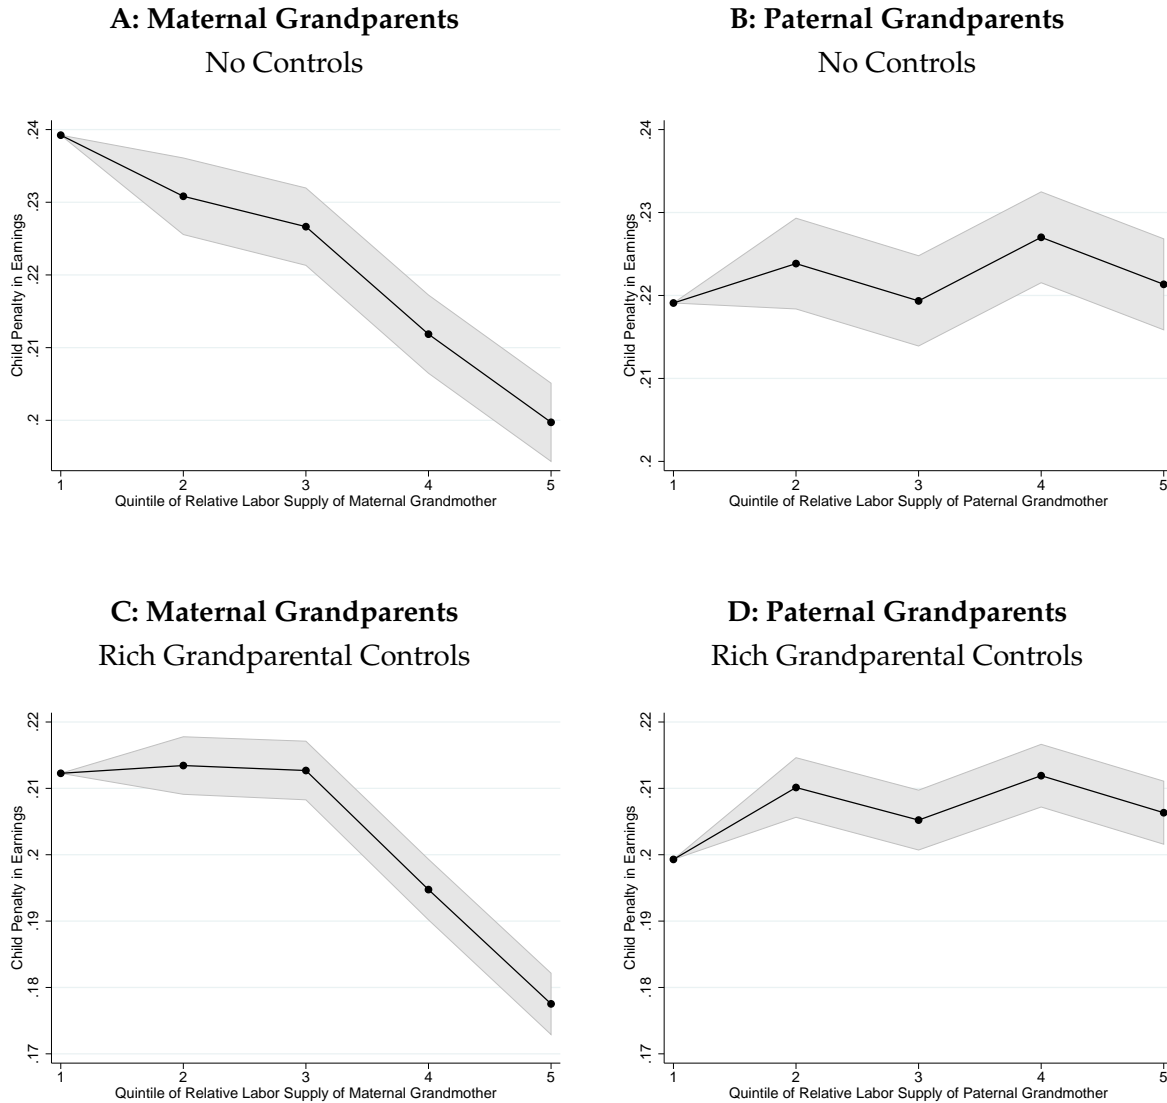 A: Maternal Grandparents
No Controls
.24
.23
.22
.21
.2
Child Penalty in Earnings
1 2 3 4 5
Quintile of Relative Labor Supply of Maternal Grandmother
B: Paternal Grandparents
No Controls
.24
.23
.22
.21
.2
Child Penalty in Earnings
1 2 3 4 5
Quintile of Relative Labor Supply of Paternal Grandmother
C: Maternal Grandparents
Rich Grandparental Controls
.22
.21
.2
.19
.18
.17
Child Penalty in Earnings
1 2 3 4 5
Quintile of Relative Labor Supply of Maternal Grandmother
D: Paternal Grandparents
Rich Grandparental Controls
.22
.21
.2
.19
.18
.17
Child Penalty in Earnings
1 2 3 4 5
Quintile of Relative Labor Supply of Paternal Grandmother